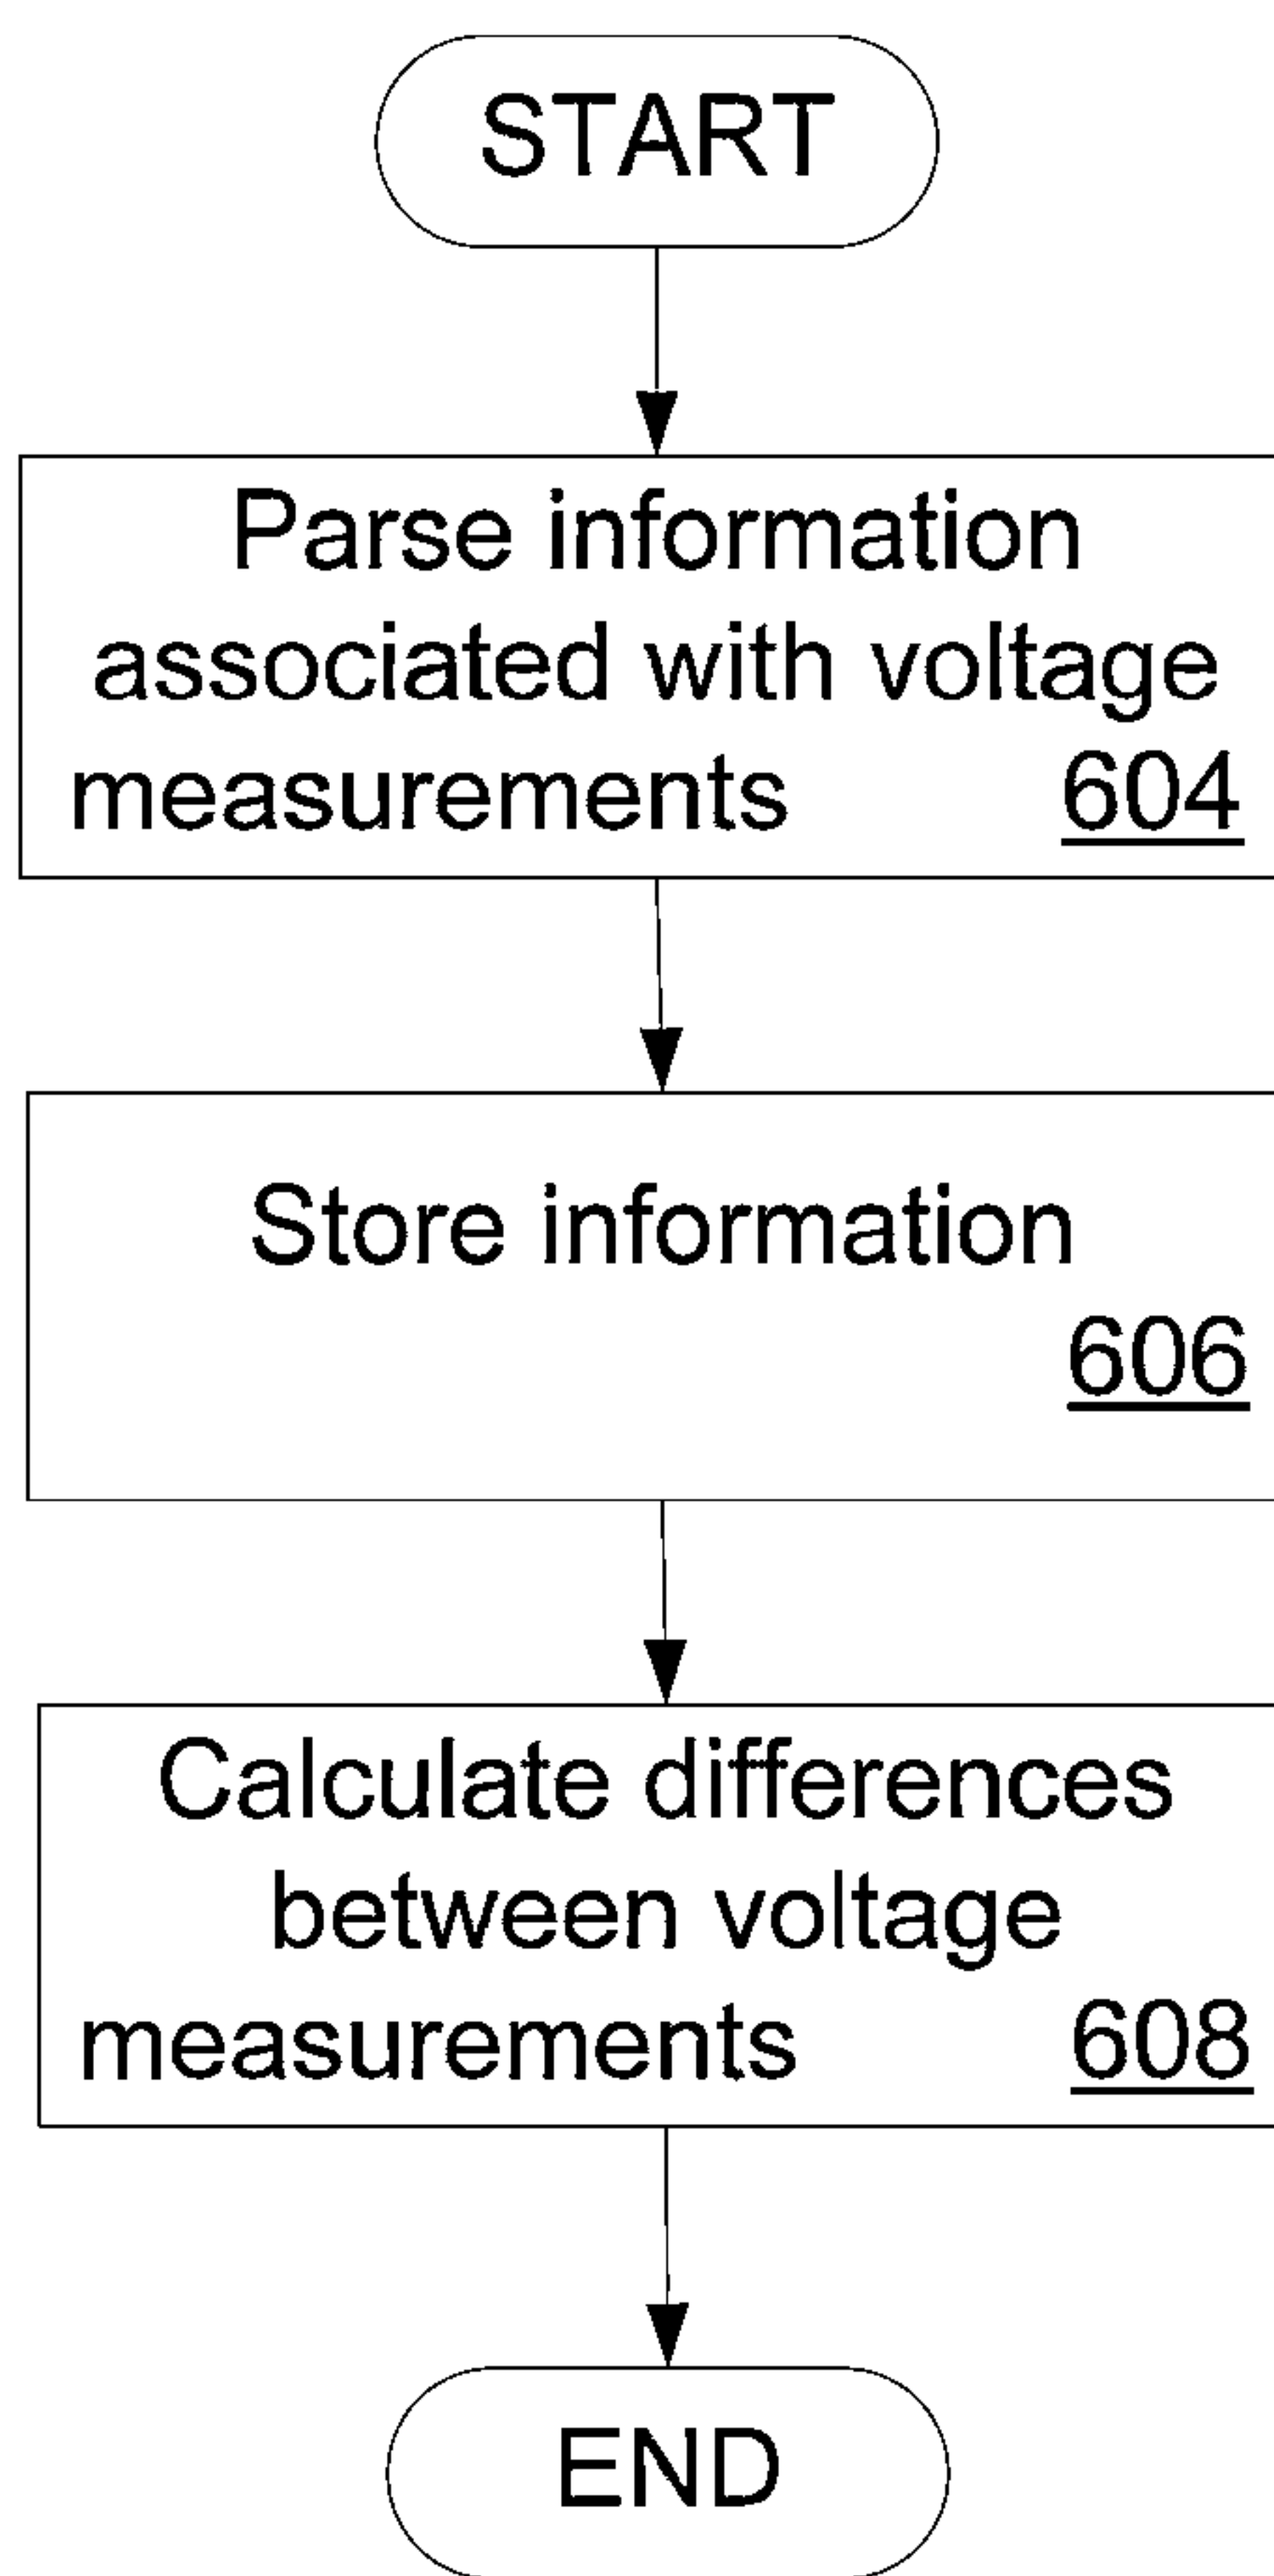 START
Parse information
associated with voltage
measurements 604
Store information
606
Calculate differences
between voltage
measurements 608
END